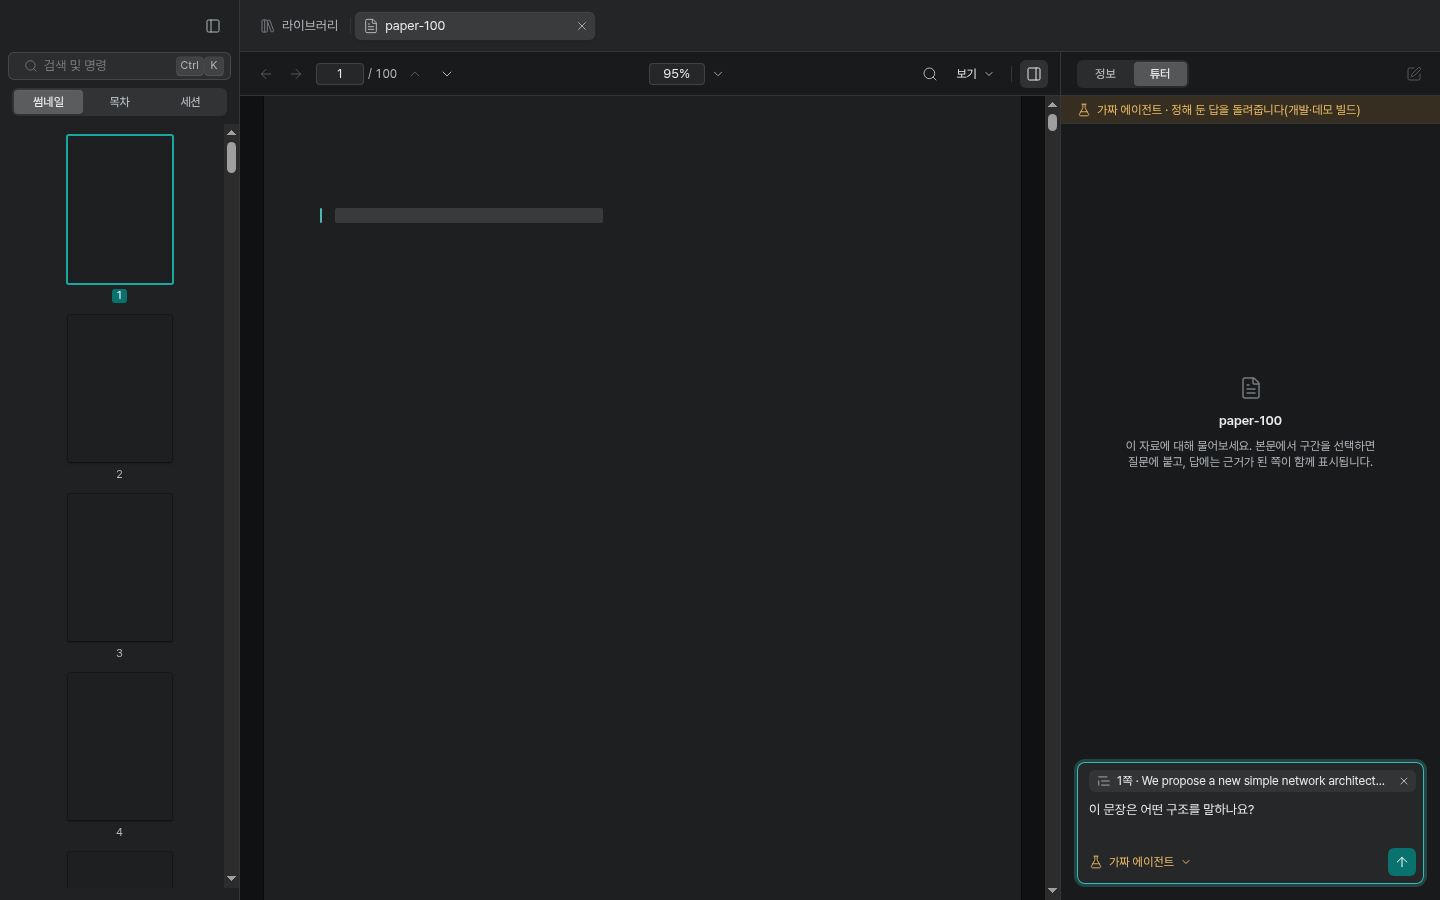 라이브러리
paper-100
검색 및 명령
Ctrl K
썸네일 목차 세션
1 / 100
95%
보기
정보 튜터
가짜 에이전트 · 정해 둔 답을 돌려줍니다(개발·데모 빌드)
1
2
3
4
paper-100
이 자료에 대해 물어보세요. 본문에서 구간을 선택하면
질문에 붙고, 답에는 근거가 된 쪽이 함께 표시됩니다.
1쪽 · We propose a new simple network architect...
이 문장은 어떤 구조를 말하나요?
가짜 에이전트